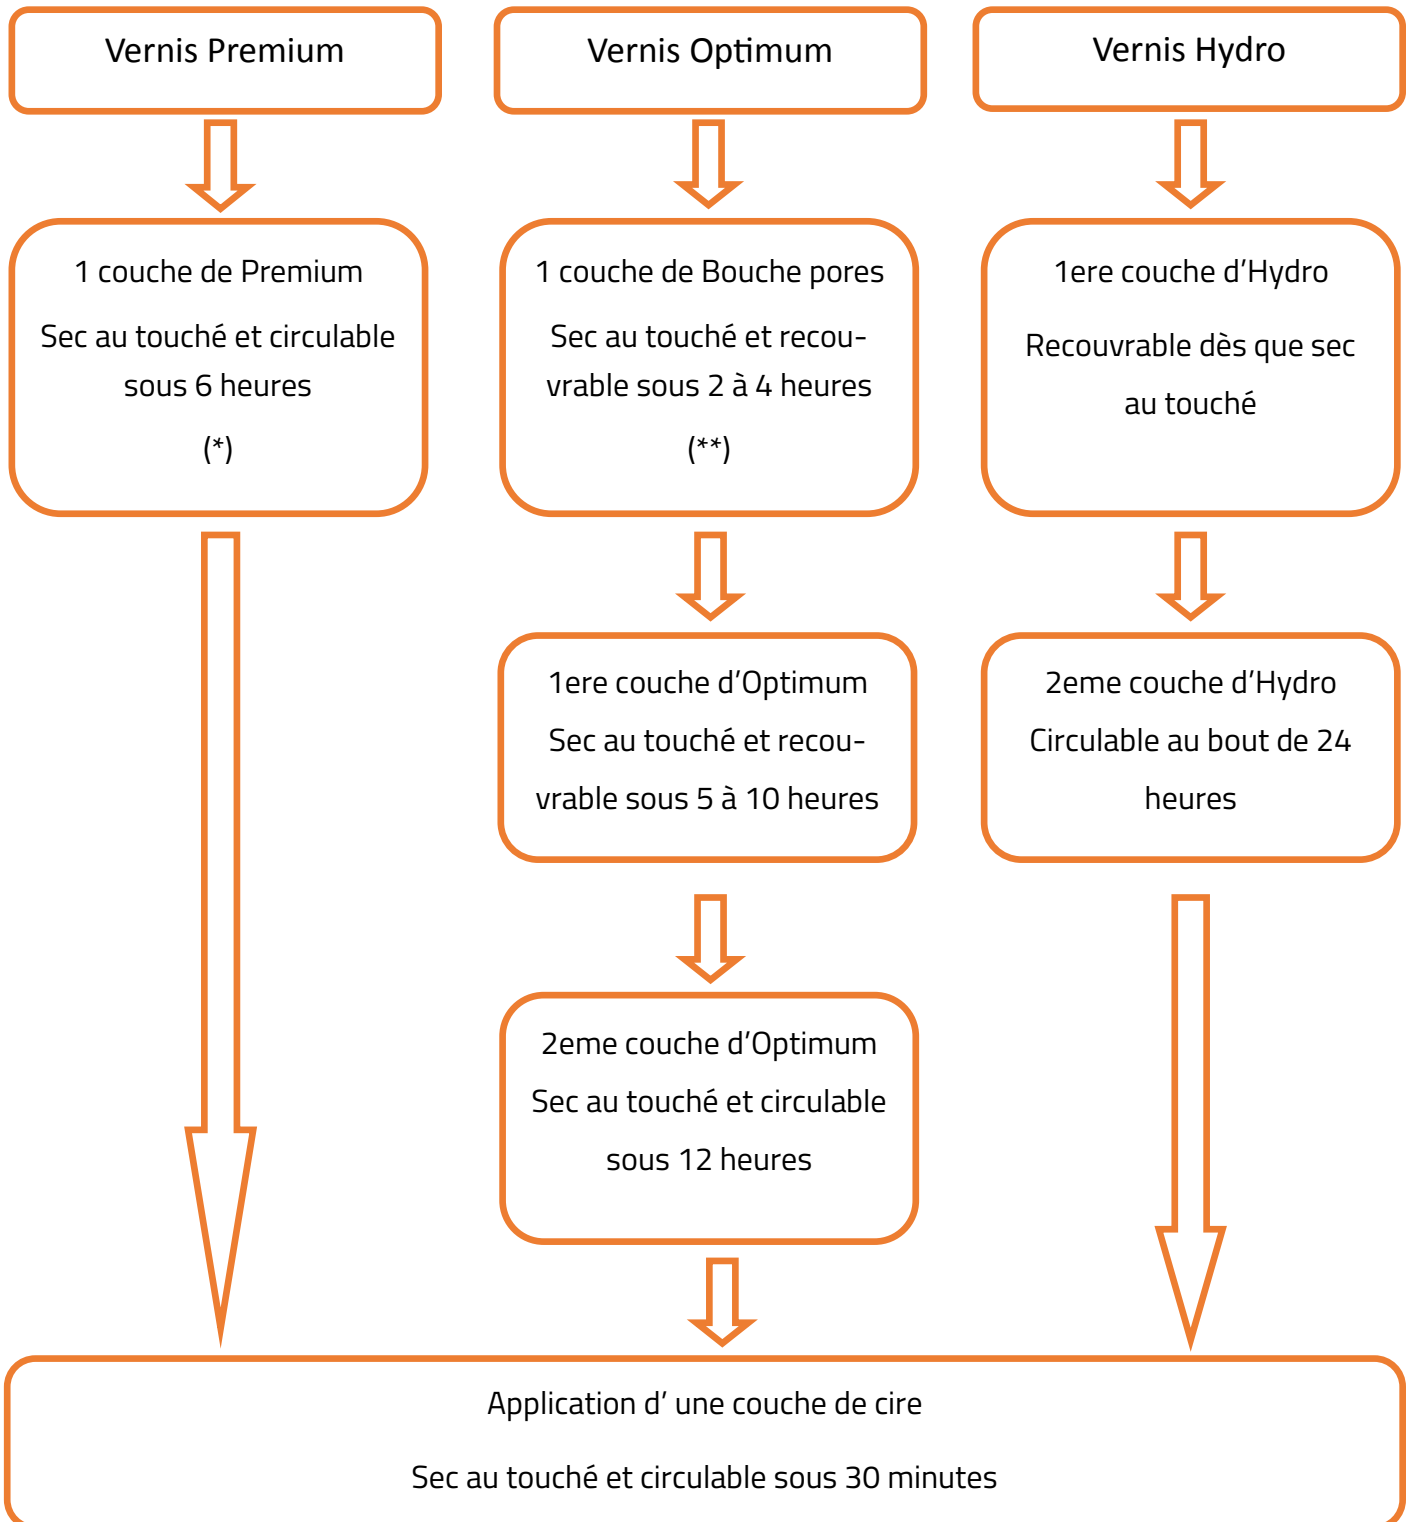 Vernis Premium
Vernis Optimum
Vernis Hydro
1 couche de Premium
Sec au touché et circulable
sous 6 heures
(*)
1 couche de Bouche pores
Sec au touché et recou-
vrable sous 2 à 4 heures
(**)
1ere couche d’Hydro
Recouvrable dès que sec
au touché
1ere couche d’Optimum
Sec au touché et recou-
vrable sous 5 à 10 heures
2eme couche d’Hydro
Circulable au bout de 24
heures
2eme couche d’Optimum
Sec au touché et circulable
sous 12 heures
Application d’ une couche de cire
Sec au touché et circulable sous 30 minutes